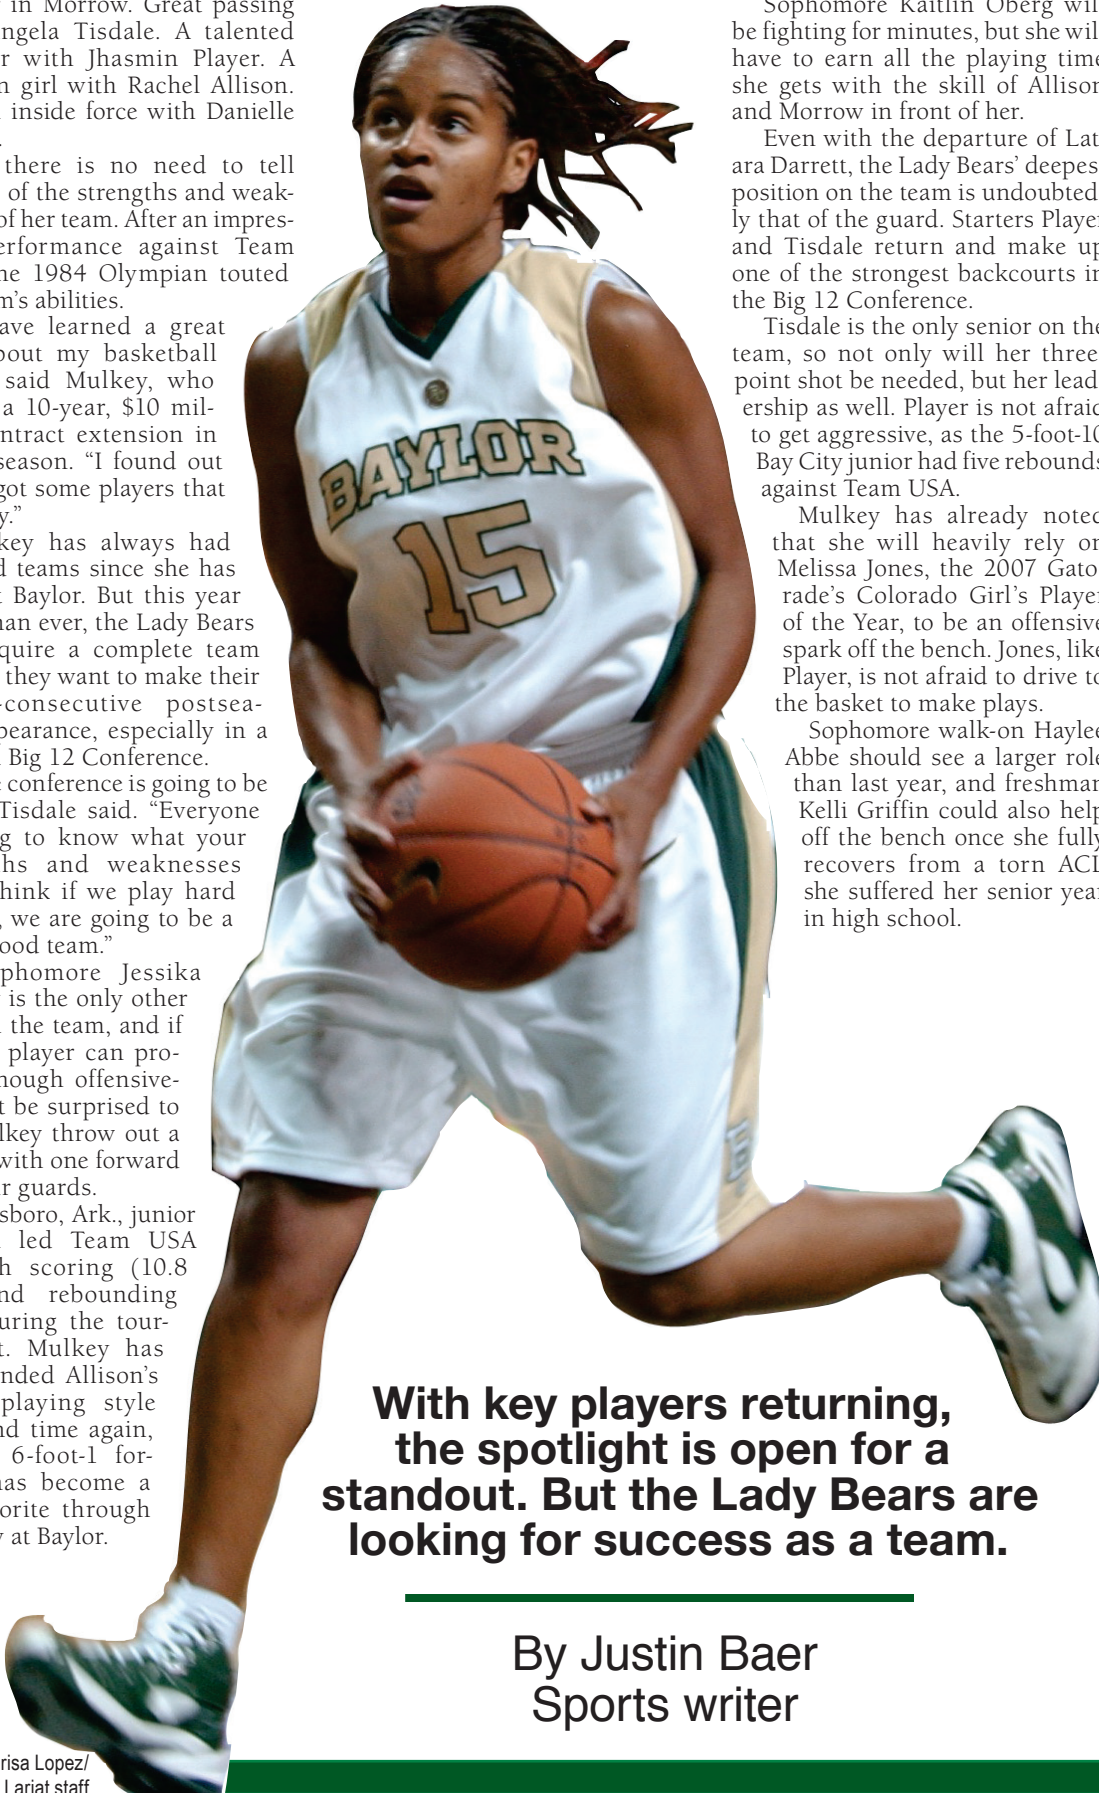 in Morrow. Great passing
ngela Tisdale. A talented
r with Jhasmin Player. A
n girl with Rachel Allison.
inside force with Danielle
there is no need to tell
of the strengths and weak-
of her team. After an impres-
erformance against Team
he 1984 Olympian touted
m's abilities.
ave learned a great
bout my basketball
said Mulkey, who
a 10-year, $10 mil-
ntract extension in
season. “I found out
got some players that
y.”
key has always had
d teams since she has
t Baylor. But this year
han ever, the Lady Bears
quire a complete team
they want to make their
-consecutive postsea-
pearance, especially in a
Big 12 Conference.
e conference is going to be
Tisdale said. “Everyone
g to know what your
hs and weaknesses
hink if we play hard
, we are going to be a
ood team.”
phomore Jessika
is the only other
n the team, and if
player can pro-
nough offensive-
t be surprised to
lkey throw out a
with one forward
r guards.
sboro, Ark., junior
led Team USA
h scoring (10.8
nd rebounding
uring the tour-
t. Mulkey has
nded Allison's
playing style
nd time again,
6-foot-1 for-
has become a
orite through
y at Baylor.
BAYLOR
15
Sophomore Kaitlin Oberg wil
be fighting for minutes, but she wil
have to earn all the playing time
she gets with the skill of Allison
and Morrow in front of her.
Even with the departure of Lat
ara Darrett, the Lady Bears’ deepes
position on the team is undoubted
ly that of the guard. Starters Player
and Tisdale return and make up
one of the strongest backcourts in
the Big 12 Conference.
Tisdale is the only senior on the
team, so not only will her three
point shot be needed, but her lead
ership as well. Player is not afraid
to get aggressive, as the 5-foot-10
Bay City junior had five rebounds
against Team USA.
Mulkey has already noted
that she will heavily rely on
Melissa Jones, the 2007 Gato
rade’s Colorado Girl’s Player
of the Year, to be an offensive
spark off the bench. Jones, like
Player, is not afraid to drive to
the basket to make plays.
Sophomore walk-on Haylee
Abbe should see a larger role
than last year, and freshman
Kelli Griffin could also help
off the bench once she fully
recovers from a torn ACL
she suffered her senior year
in high school.
With key players returning,
the spotlight is open for a
standout. But the Lady Bears are
looking for success as a team.
By Justin Baer
Sports writer
risa Lopez/
Lariat staff